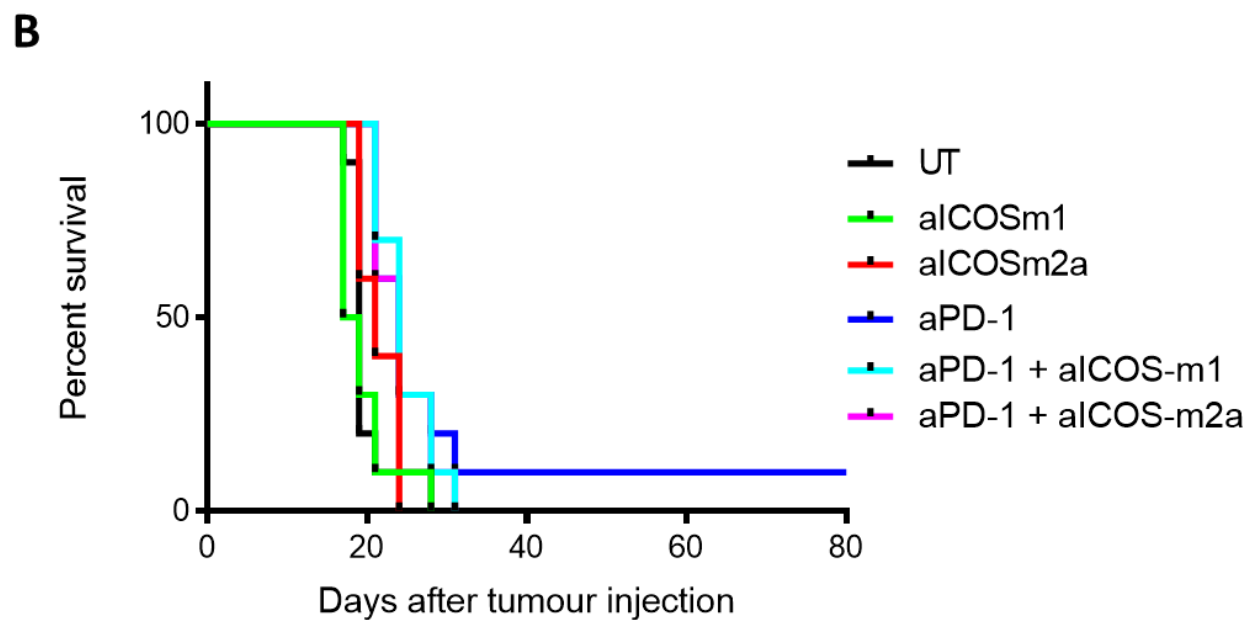 B
Percent survival
100
50
0
0 20 40 60 80
Days after tumour injection
UT
aICOSm1
aICOSm2a
aPD-1
aPD-1 + aICOS-m1
aPD-1 + aICOS-m2a